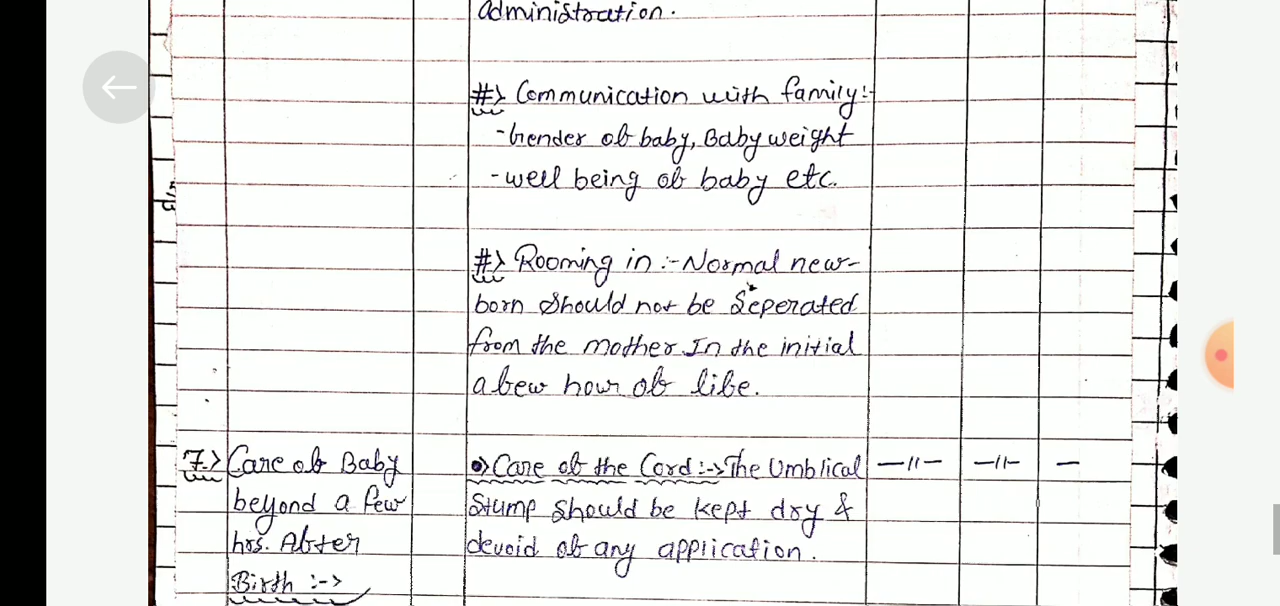 administration.
#> Communication with family:-
-Gender of baby, Baby weight
-well being of baby etc.
#> Rooming in :- Normal new-
born should not be Seperated
from the mother In the initial
a few hour of life.
7.> Care of Baby
beyond a few
hrs. After
Birth :->
Care of the Cord :-> The Umblical —11— —11— —
Stump should be kept dry &
devoid of any application.